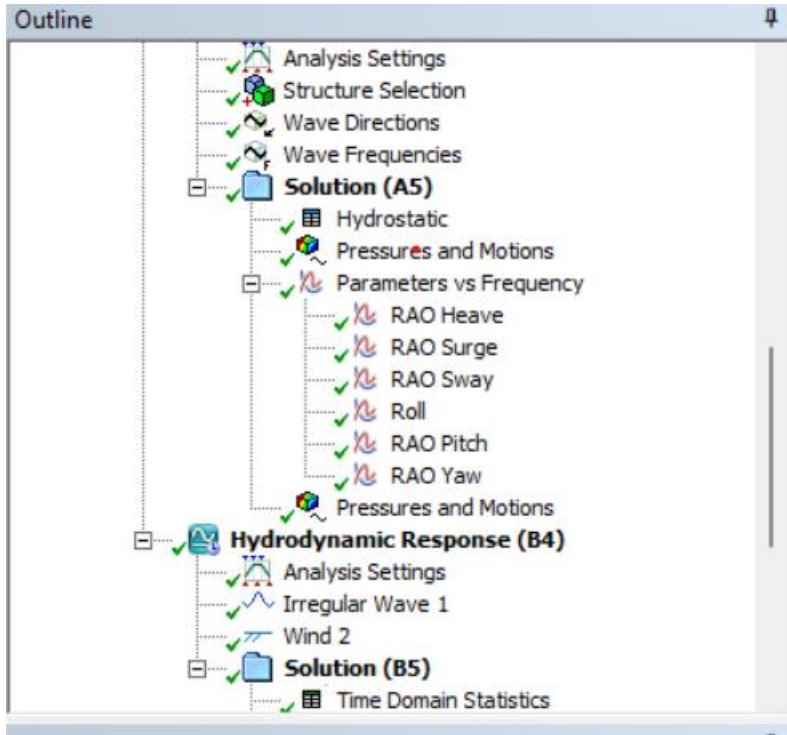 Outline
Analysis Settings
Structure Selection
Wave Directions
Wave Frequencies
Solution (A5)
Hydrostatic
Pressures and Motions
Parameters vs Frequency
RAO Heave
RAO Surge
RAO Sway
Roll
RAO Pitch
RAO Yaw
Pressures and Motions
Hydrodynamic Response (B4)
Analysis Settings
Irregular Wave 1
Wind 2
Solution (B5)
Time Domain Statistics